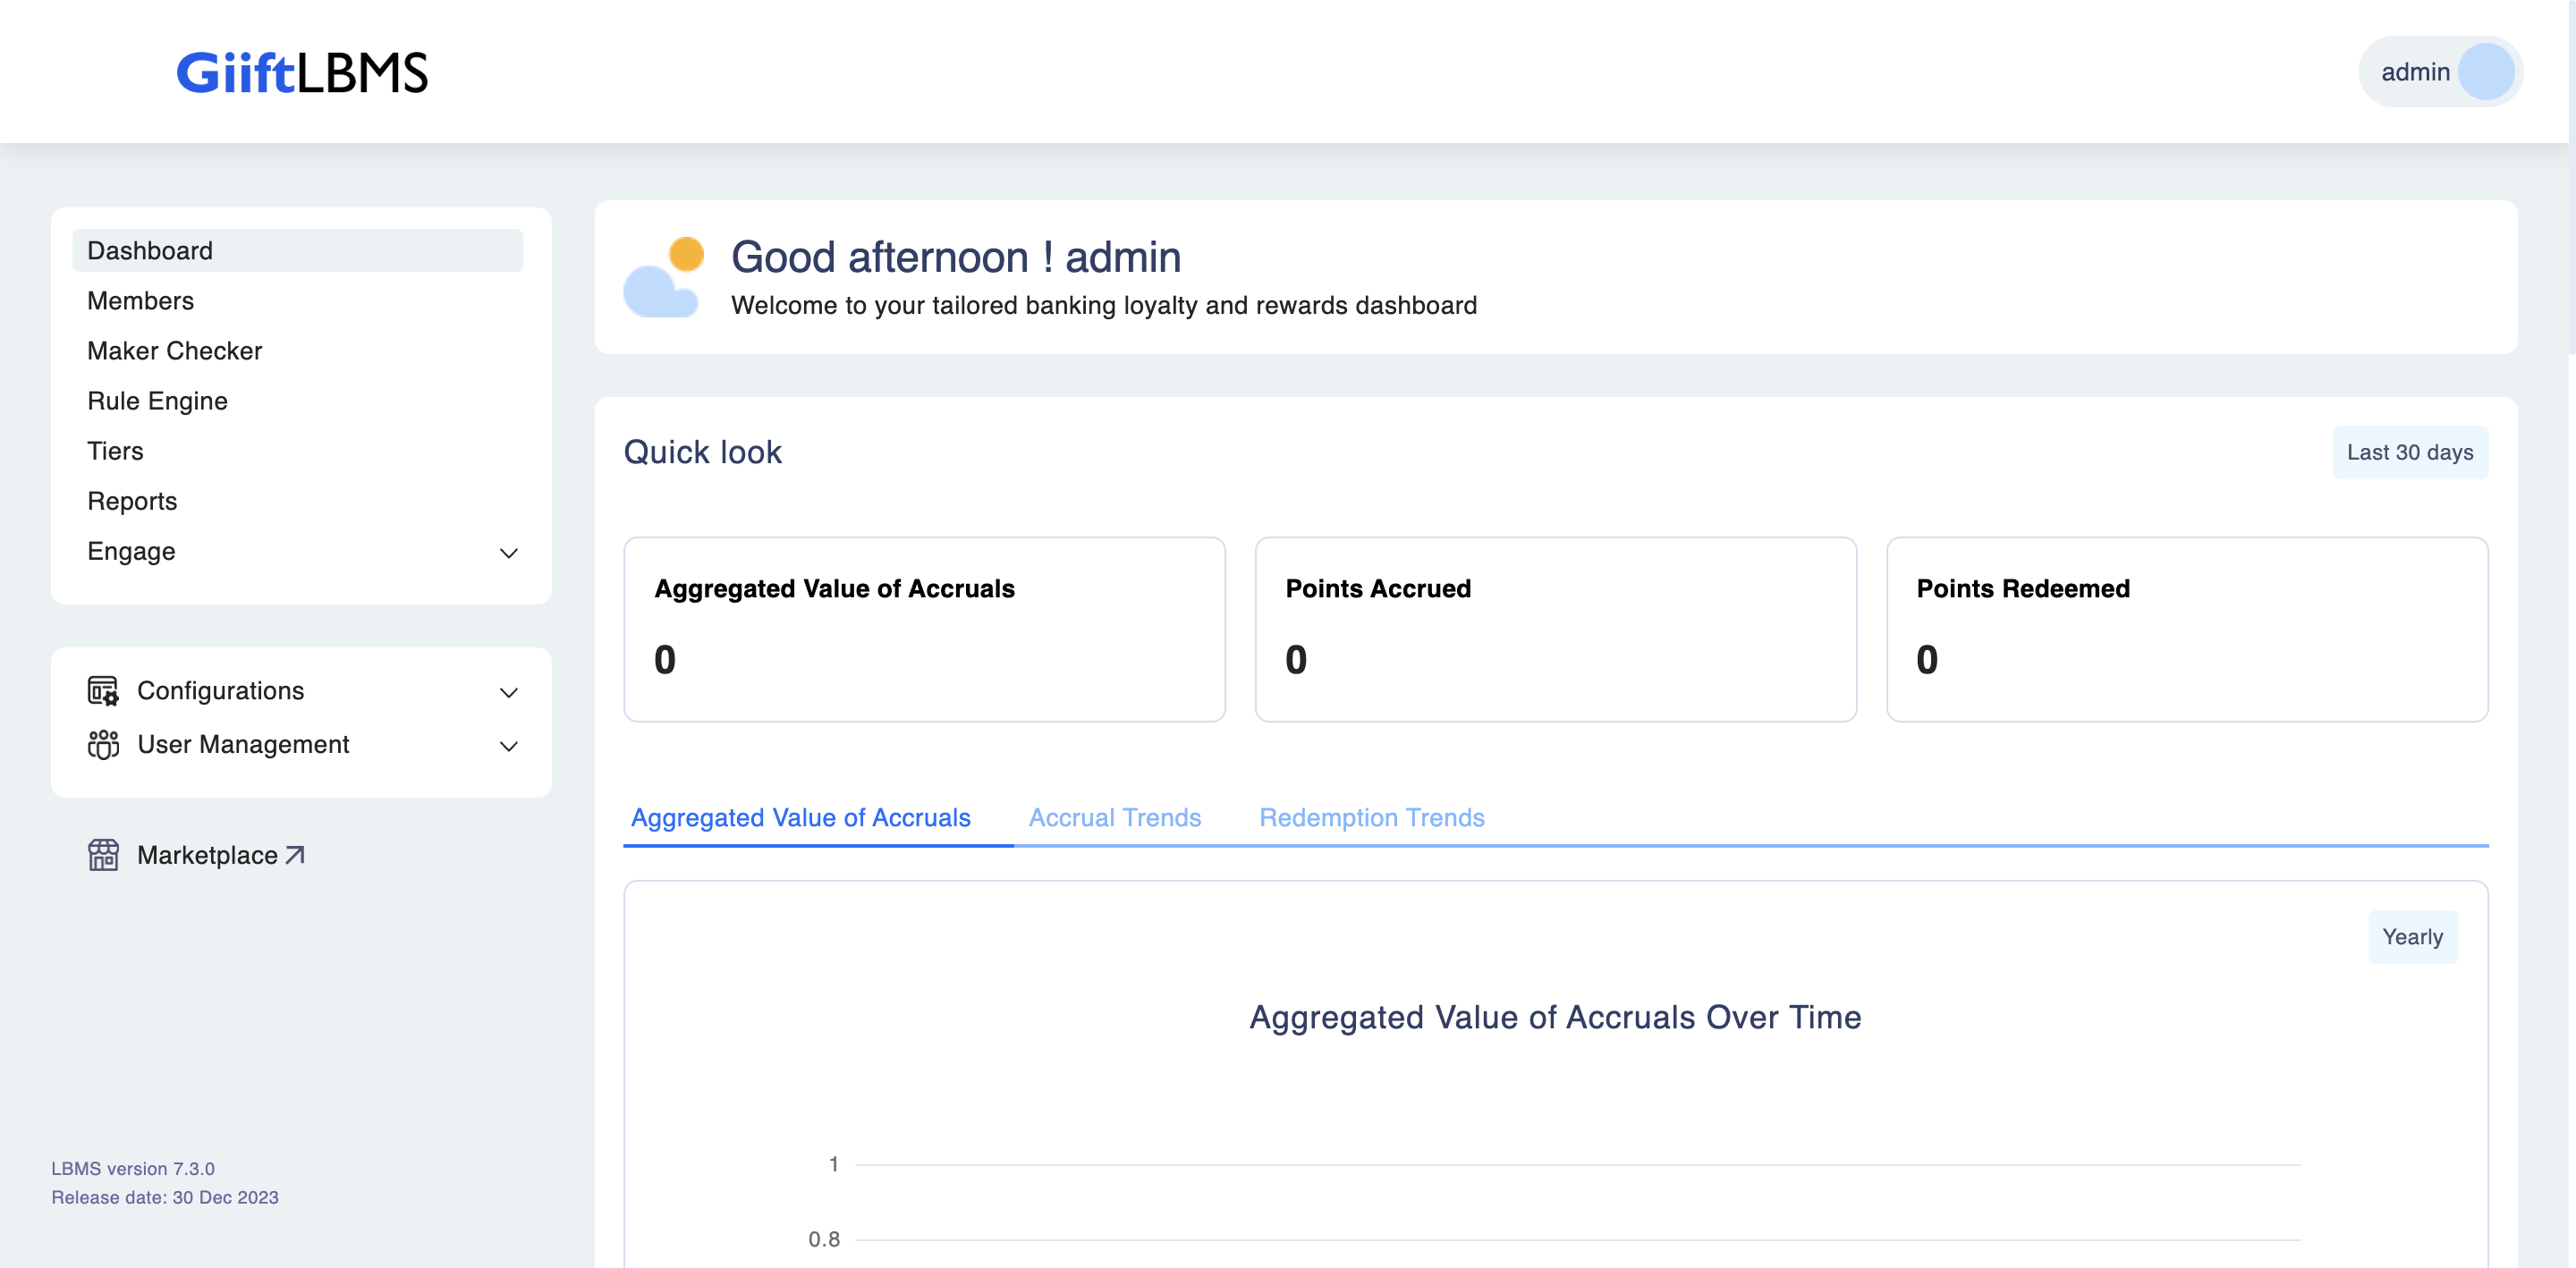 GiiftLBMS
admin
Dashboard
Members
Maker Checker
Rule Engine
Tiers
Reports
Engage
Configurations
User Management
Marketplace
LBMS version 7.3.0
Release date: 30 Dec 2023
Good afternoon ! admin
Welcome to your tailored banking loyalty and rewards dashboard
Quick look
Last 30 days
Aggregated Value of Accruals
0
Points Accrued
0
Points Redeemed
0
Aggregated Value of Accruals
Accrual Trends
Redemption Trends
Yearly
Aggregated Value of Accruals Over Time
1
0.8